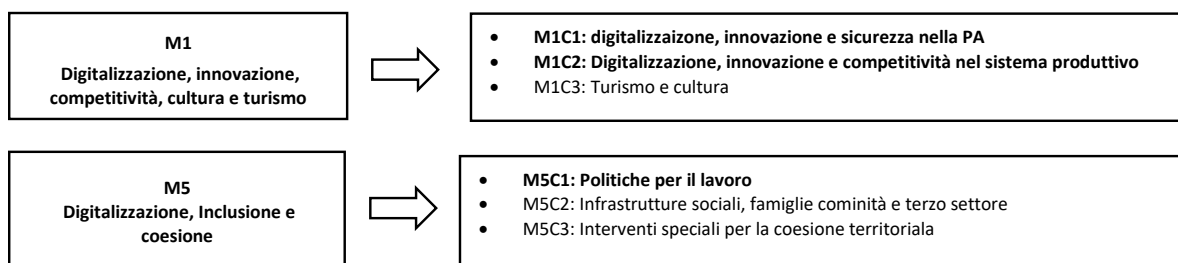 M1
Digitalizzazione, innovazione,
competitività, cultura e turismo
• M1C1: digitalizzaizone, innovazione e sicurezza nella PA
• M1C2: Digitalizzazione, innovazione e competitività nel sistema produttivo
• M1C3: Turismo e cultura
M5
Digitalizzazione, Inclusione e
coesione
• M5C1: Politiche per il lavoro
• M5C2: Infrastrutture sociali, famiglie cominità e terzo settore
• M5C3: Interventi speciali per la coesione territoriala